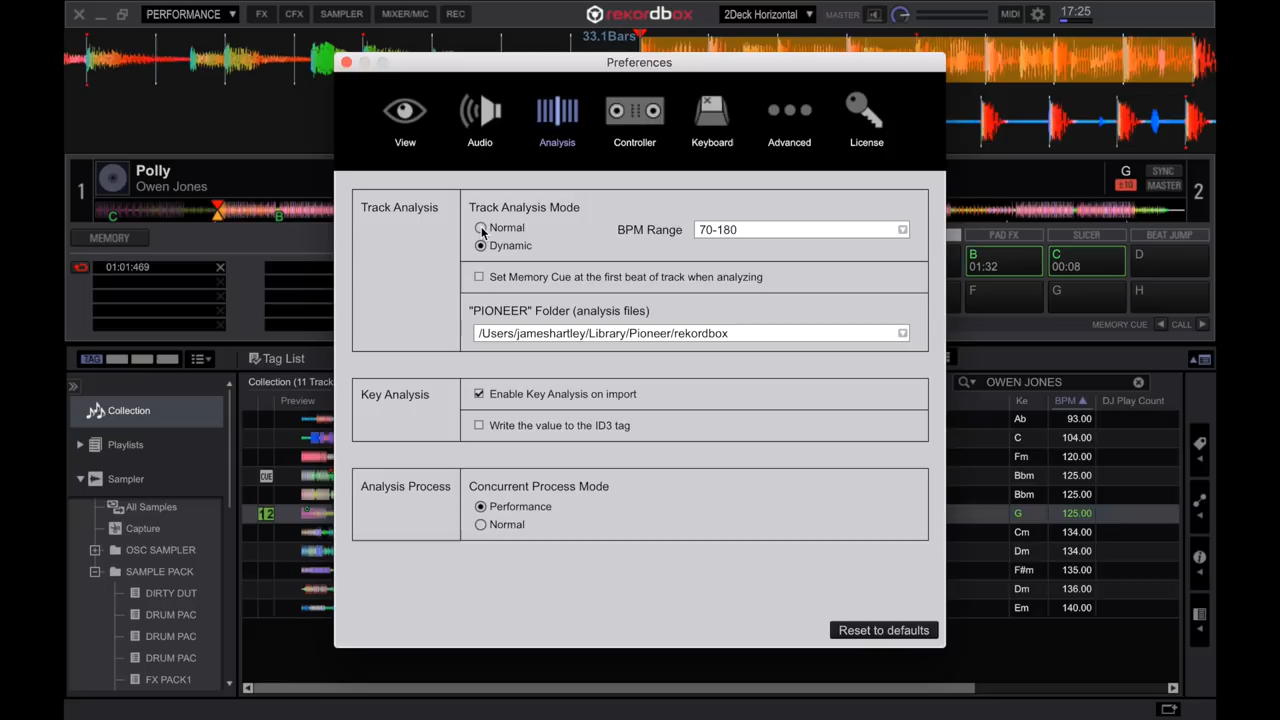 PERFORMANCE
FX
CFX
SAMPLER
MIXER/MIC
REC
rekordbox
2Deck Horizontal
MASTER
MIDI
17:25
33.1Bars
Preferences
View
Audio
Analysis
Controller
Keyboard
Advanced
License
1
Polly
Owen Jones
C
B
G
±10
SYNC
MASTER
2
MEMORY
01:01:469
PAD FX
SLICER
BEAT JUMP
B
01:32
C
00:08
D
F
G
H
MEMORY CUE
CALL
Track Analysis
Track Analysis Mode
Normal
Dynamic
BPM Range
70-180
Set Memory Cue at the first beat of track when analyzing
"PIONEER" Folder (analysis files)
/Users/jameshartley/Library/Pioneer/rekordbox
Key Analysis
Enable Key Analysis on import
Write the value to the ID3 tag
Analysis Process
Concurrent Process Mode
Performance
Normal
Reset to defaults
TAG
Tag List
Collection (11 Track
OWEN JONES
Preview
Ke
BPM
DJ Play Count
Collection
Playlists
Sampler
All Samples
Capture
OSC SAMPLER
SAMPLE PACK
DIRTY DUT
DRUM PAC
DRUM PAC
DRUM PAC
FX PACK1
CUE
1 2
Ab 93.00
C 104.00
Fm 120.00
Bbm 125.00
Bbm 125.00
G 125.00
Cm 134.00
Dm 134.00
F#m 135.00
Dm 136.00
Em 140.00